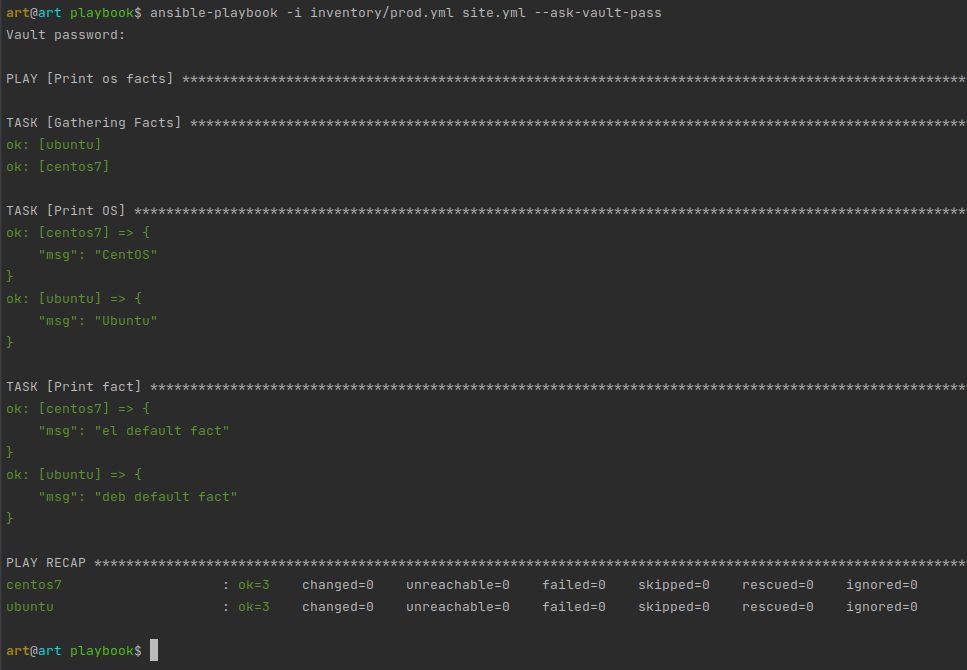 art@art playbook$ ansible-playbook -i inventory/prod.yml site.yml --ask-vault-pass
Vault password:
PLAY [Print os facts] **************************************************************************************************
TASK [Gathering Facts] *************************************************************************************************
ok: [ubuntu]
ok: [centos7]
TASK [Print OS] ********************************************************************************************************
ok: [centos7] => {
    "msg": "CentOS"
}
ok: [ubuntu] => {
    "msg": "Ubuntu"
}
TASK [Print fact] ******************************************************************************************************
ok: [centos7] => {
    "msg": "el default fact"
}
ok: [ubuntu] => {
    "msg": "deb default fact"
}
PLAY RECAP *************************************************************************************************************
centos7                    : ok=3    changed=0    unreachable=0    failed=0    skipped=0    rescued=0    ignored=0
ubuntu                     : ok=3    changed=0    unreachable=0    failed=0    skipped=0    rescued=0    ignored=0
art@art playbook$